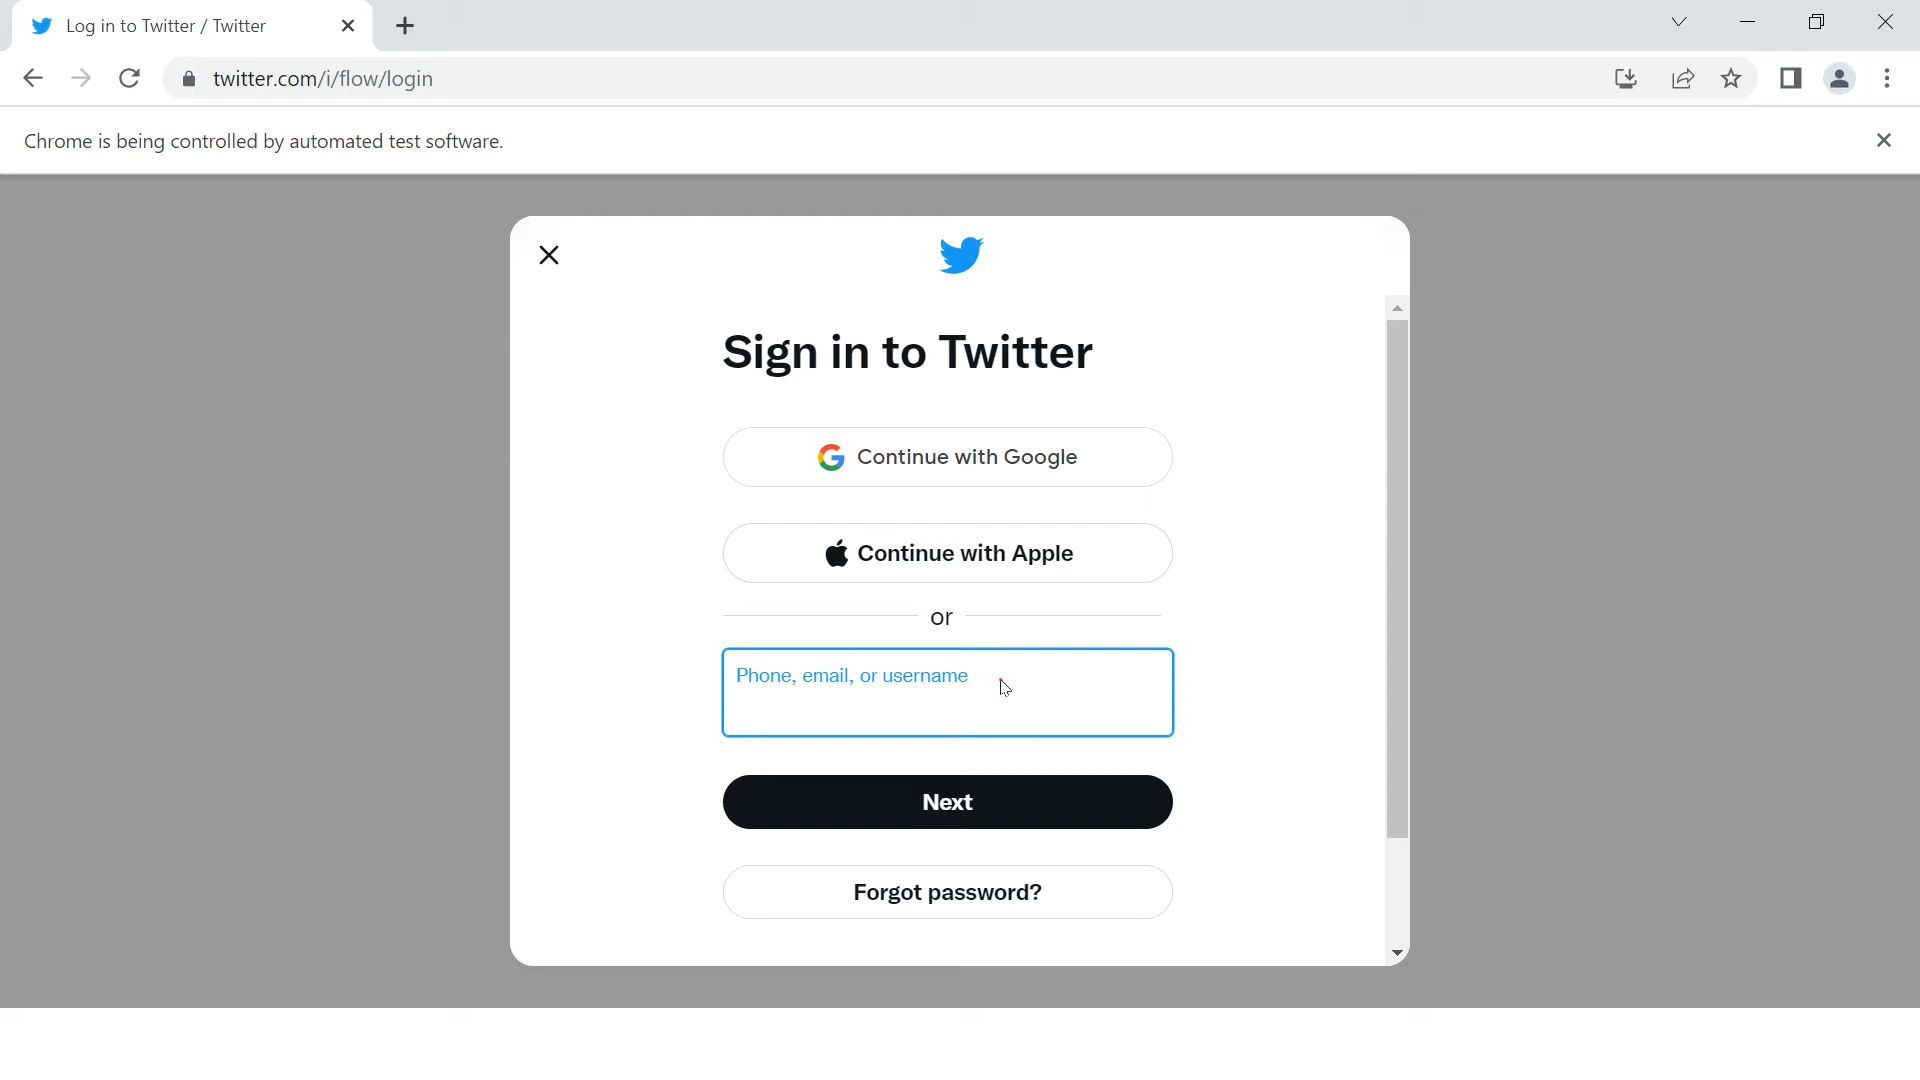 Log in to Twitter / Twitter
twitter.com/i/flow/login
Chrome is being controlled by automated test software.
Sign in to Twitter
Continue with Google
Continue with Apple
or
Phone, email, or username
Next
Forgot password?